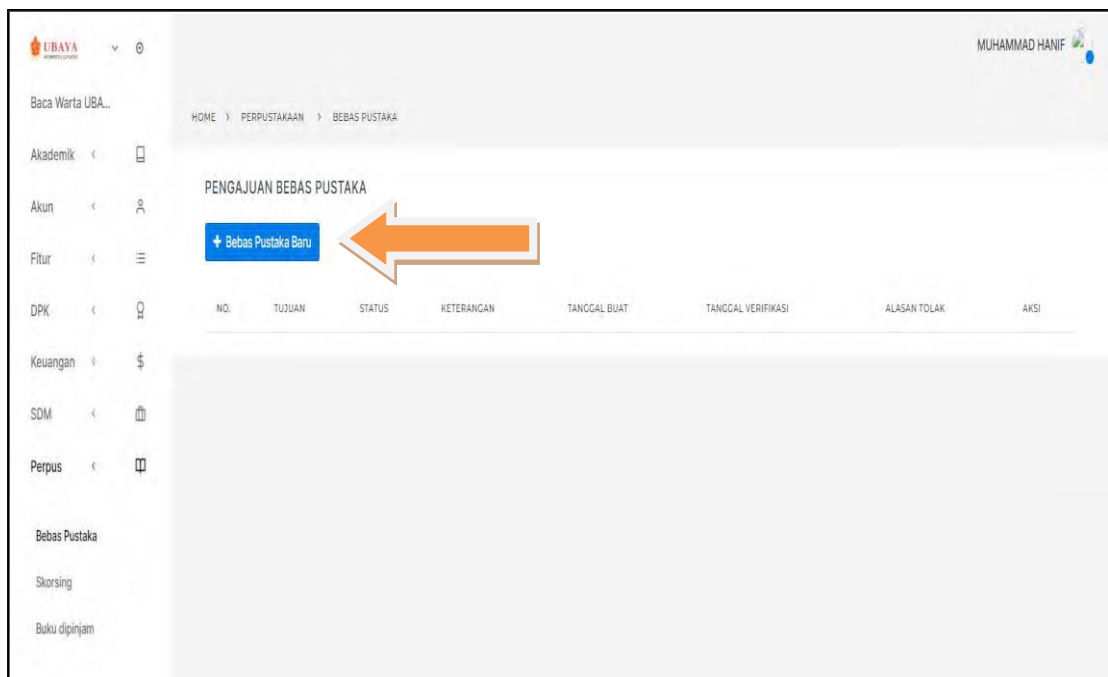 UBAYA
MUHAMMAD HANIF
Baca Warta UBA...
HOME > PERPUSTAKAAN > BEBAS PUSTAKA
Akademik
Akun
Fitur
DPK
Keuangan
SDM
Perpus
Bebas Pustaka
Skorsing
Buku dipinjam
PENGAJUAN BEBAS PUSTAKA
+ Bebas Pustaka Baru
NO. TUJUAN STATUS KETERANGAN TANGGAL BUAT TANGGAL VERIFIKASI ALASAN TOLAK AKSI